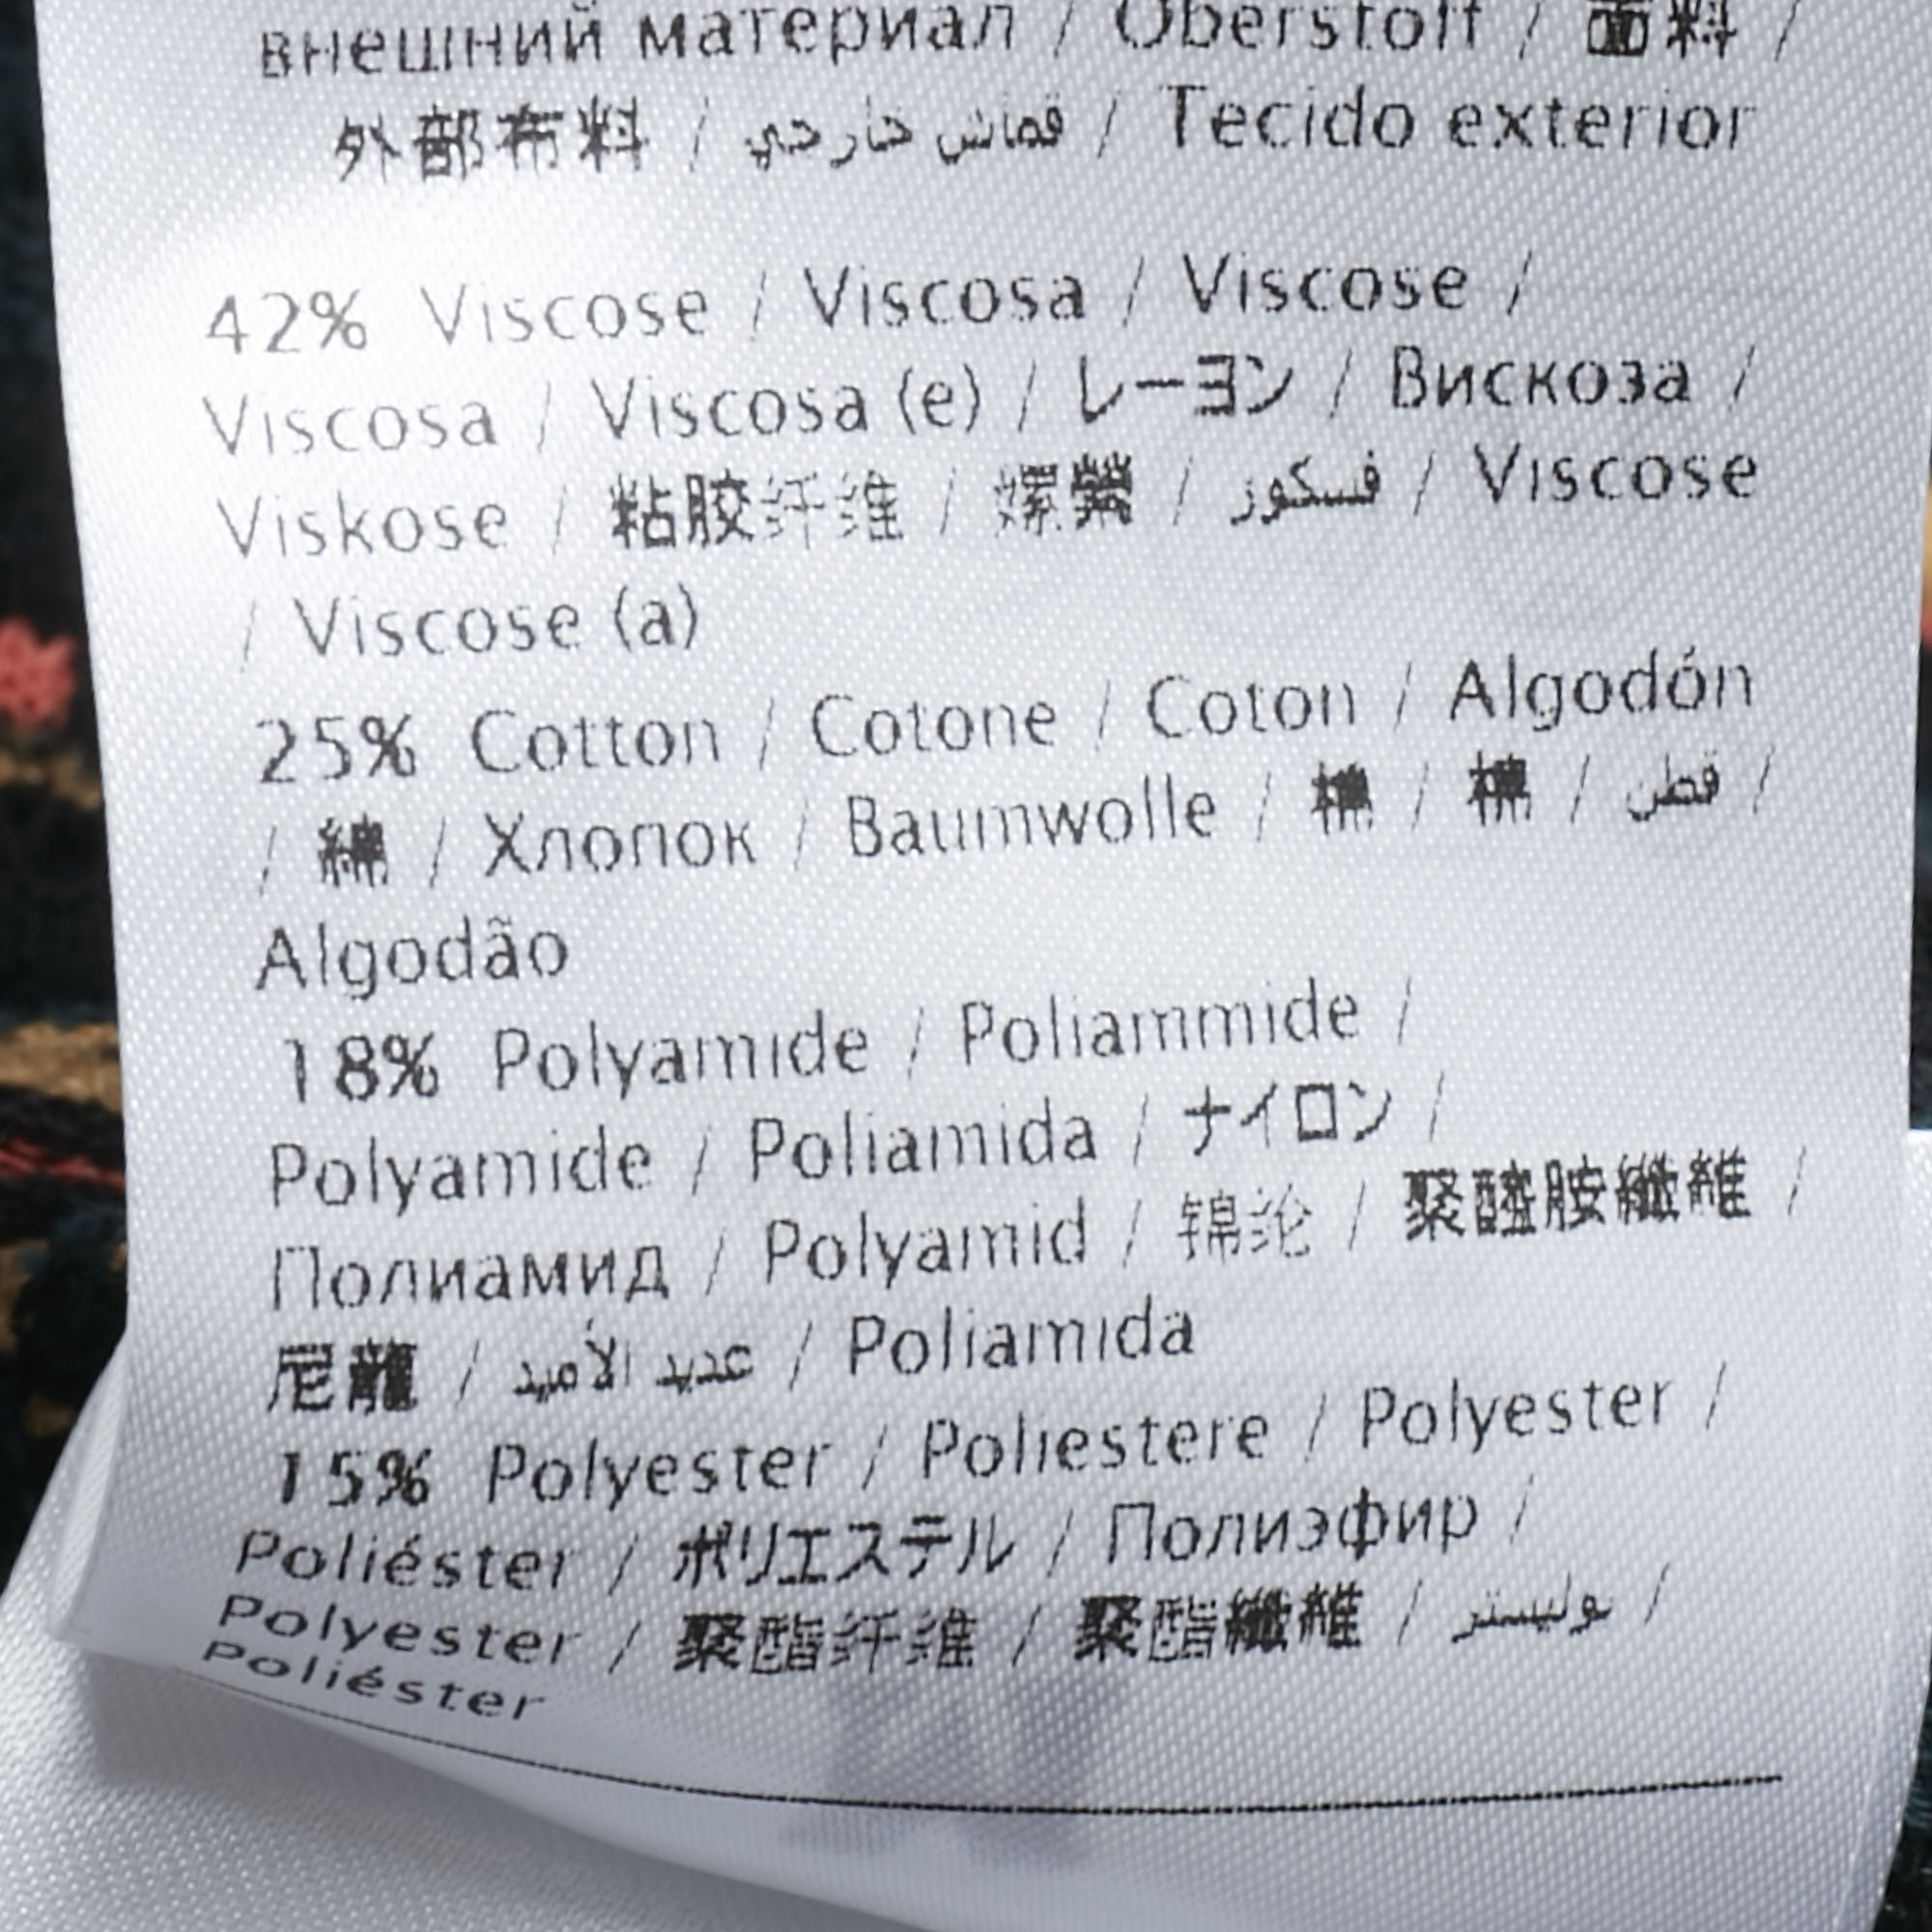 внешний материал / Oberstoff / 面料 /
外部布料 / قماش خارجي / Tecido exterior
42% Viscose / Viscosa / Viscose /
Viscosa / Viscosa (e) / レーヨン / Вискоза /
Viskose / 粘胶纤维 / 嫘縈 / فسكوز / Viscose
/ Viscose (a)
25% Cotton / Cotone / Coton / Algodón
/ 綿 / Хлопок / Baumwolle / 棉 / 棉 / قطن /
Algodão
18% Polyamide / Poliammide /
Polyamide / Poliamida / ナイロン /
Полиамид / Polyamid / 锦纶 / 聚醯胺纖維 /
尼龍 / عديد الأميد / Poliamida
15% Polyester / Poliestere / Polyester /
Poliéster / ポリエステル / Полиэфир /
Polyester / 聚酯纤维 / 聚酯纖維 / بوليستر /
Poliéster